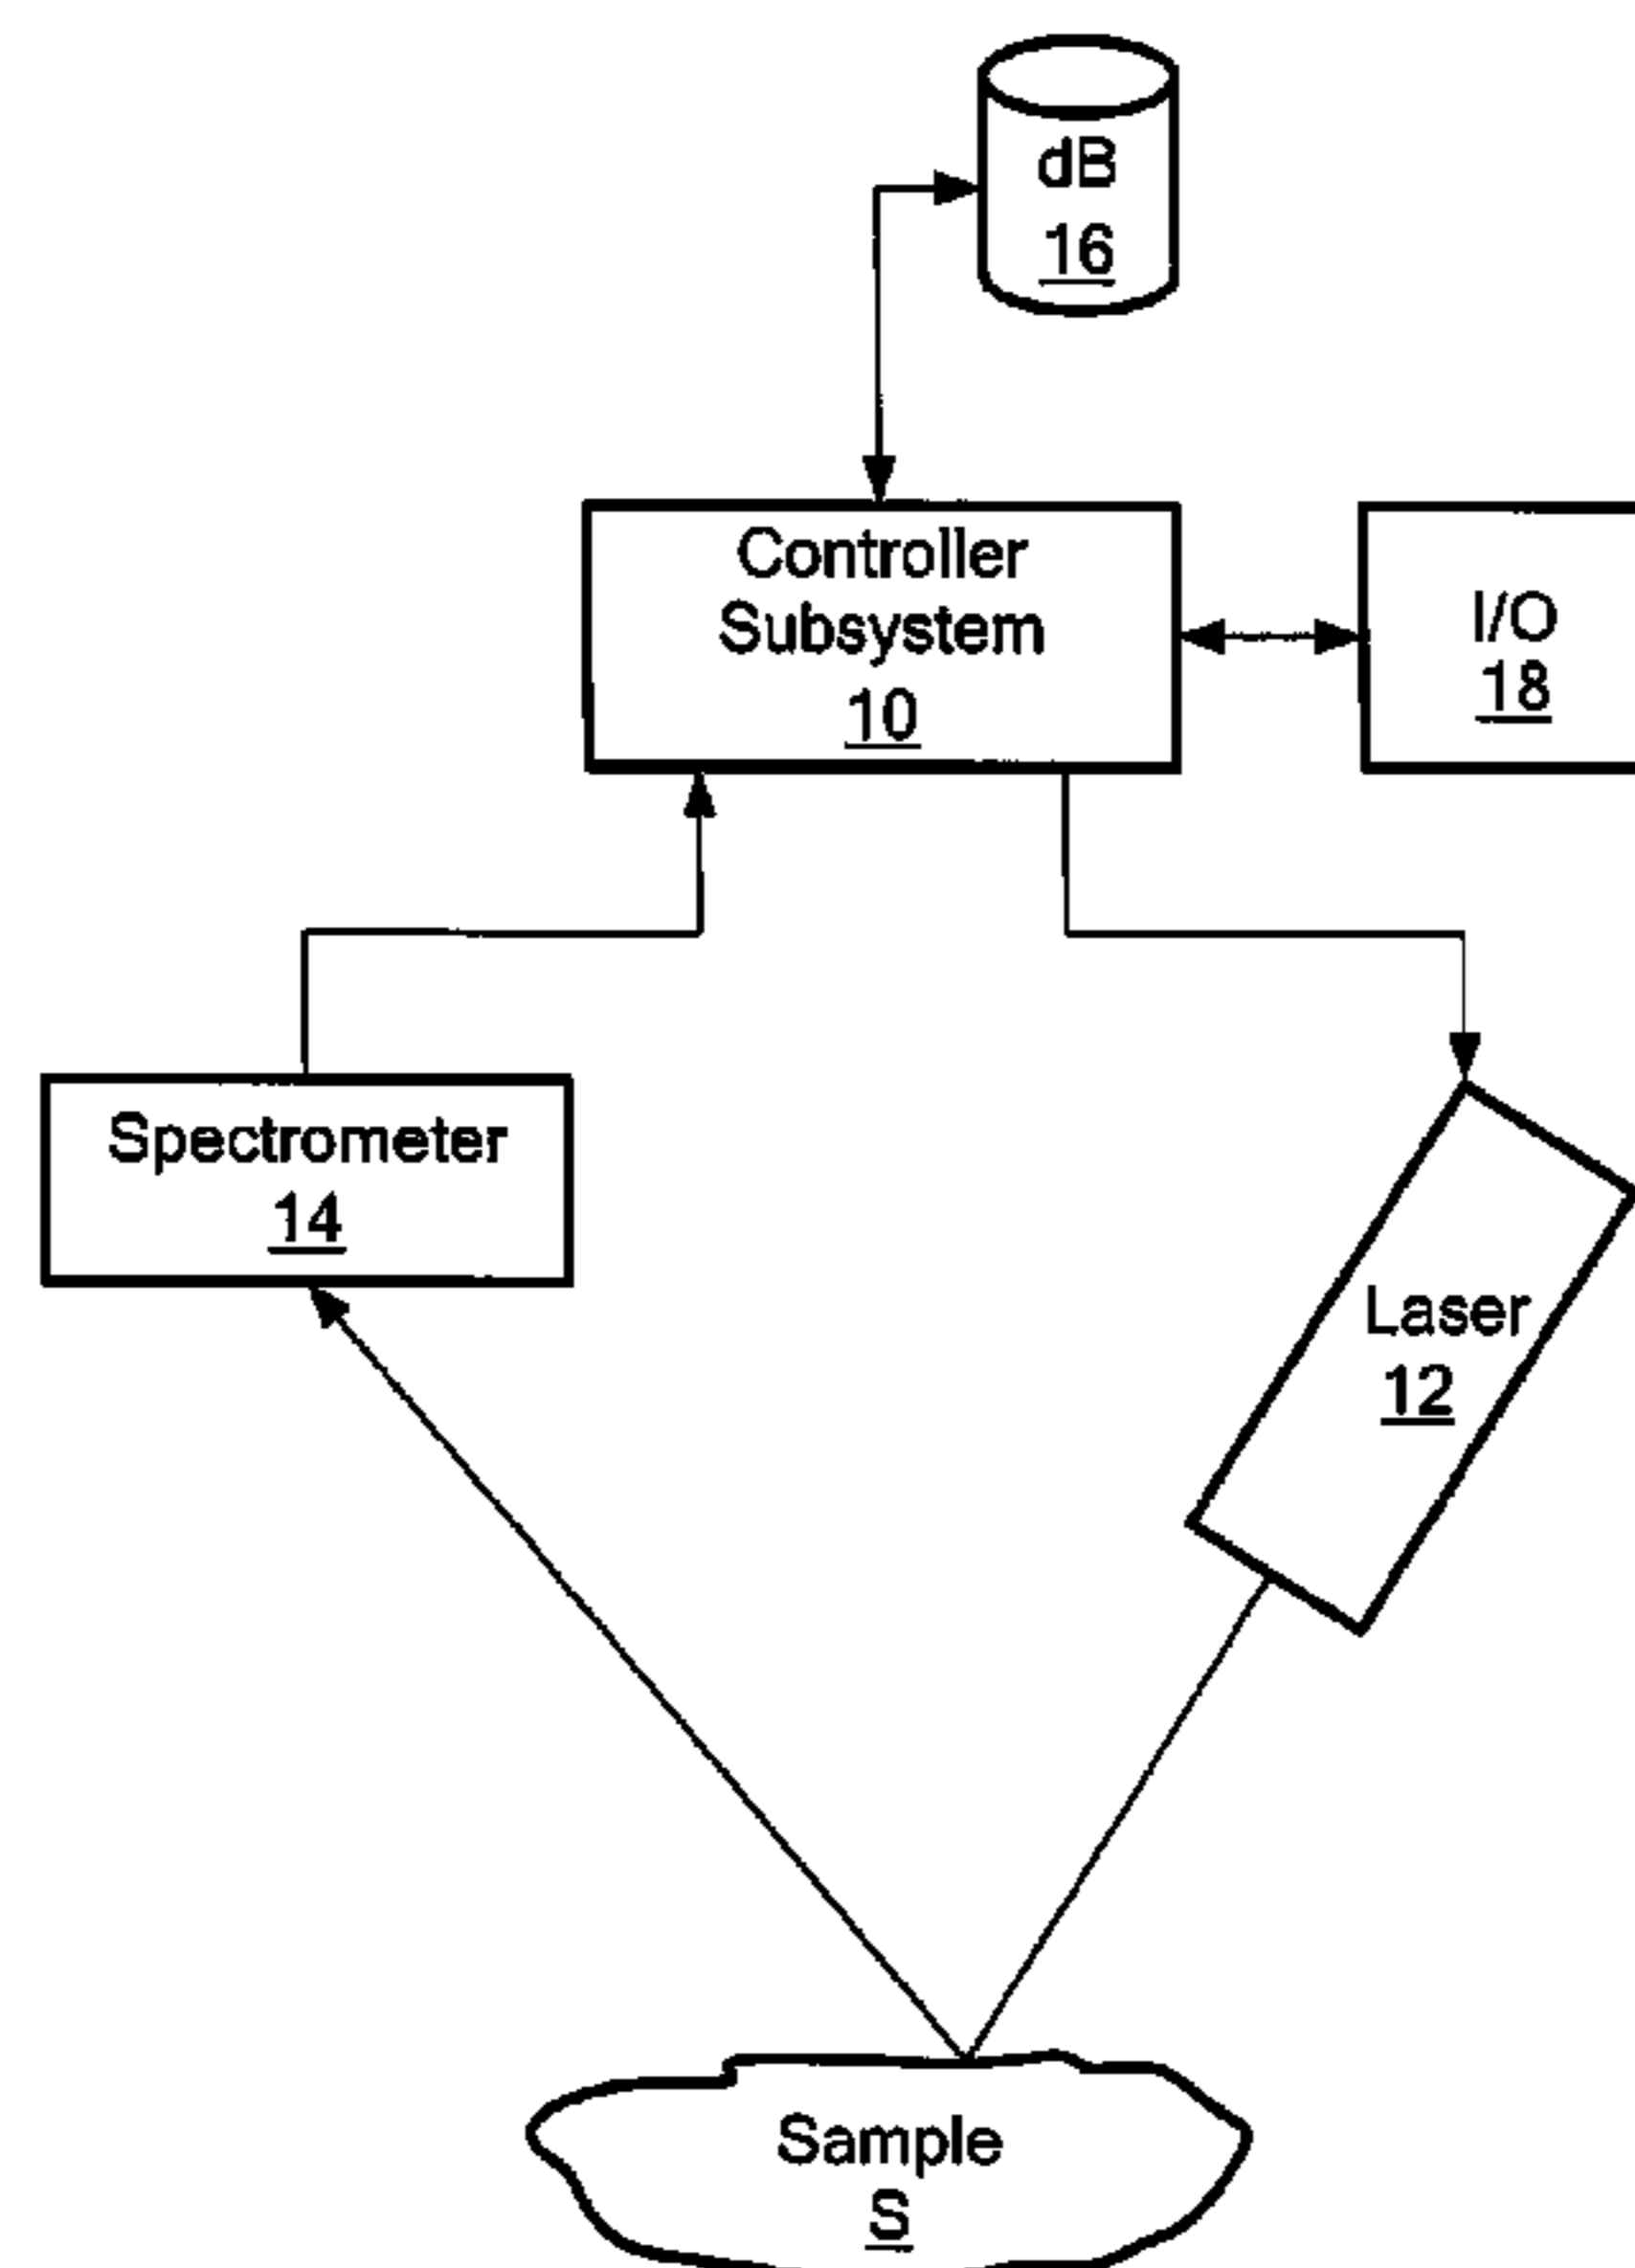 dB
16
Controller
Subsystem
10
I/O
18
Spectrometer
14
Laser
12
Sample
S